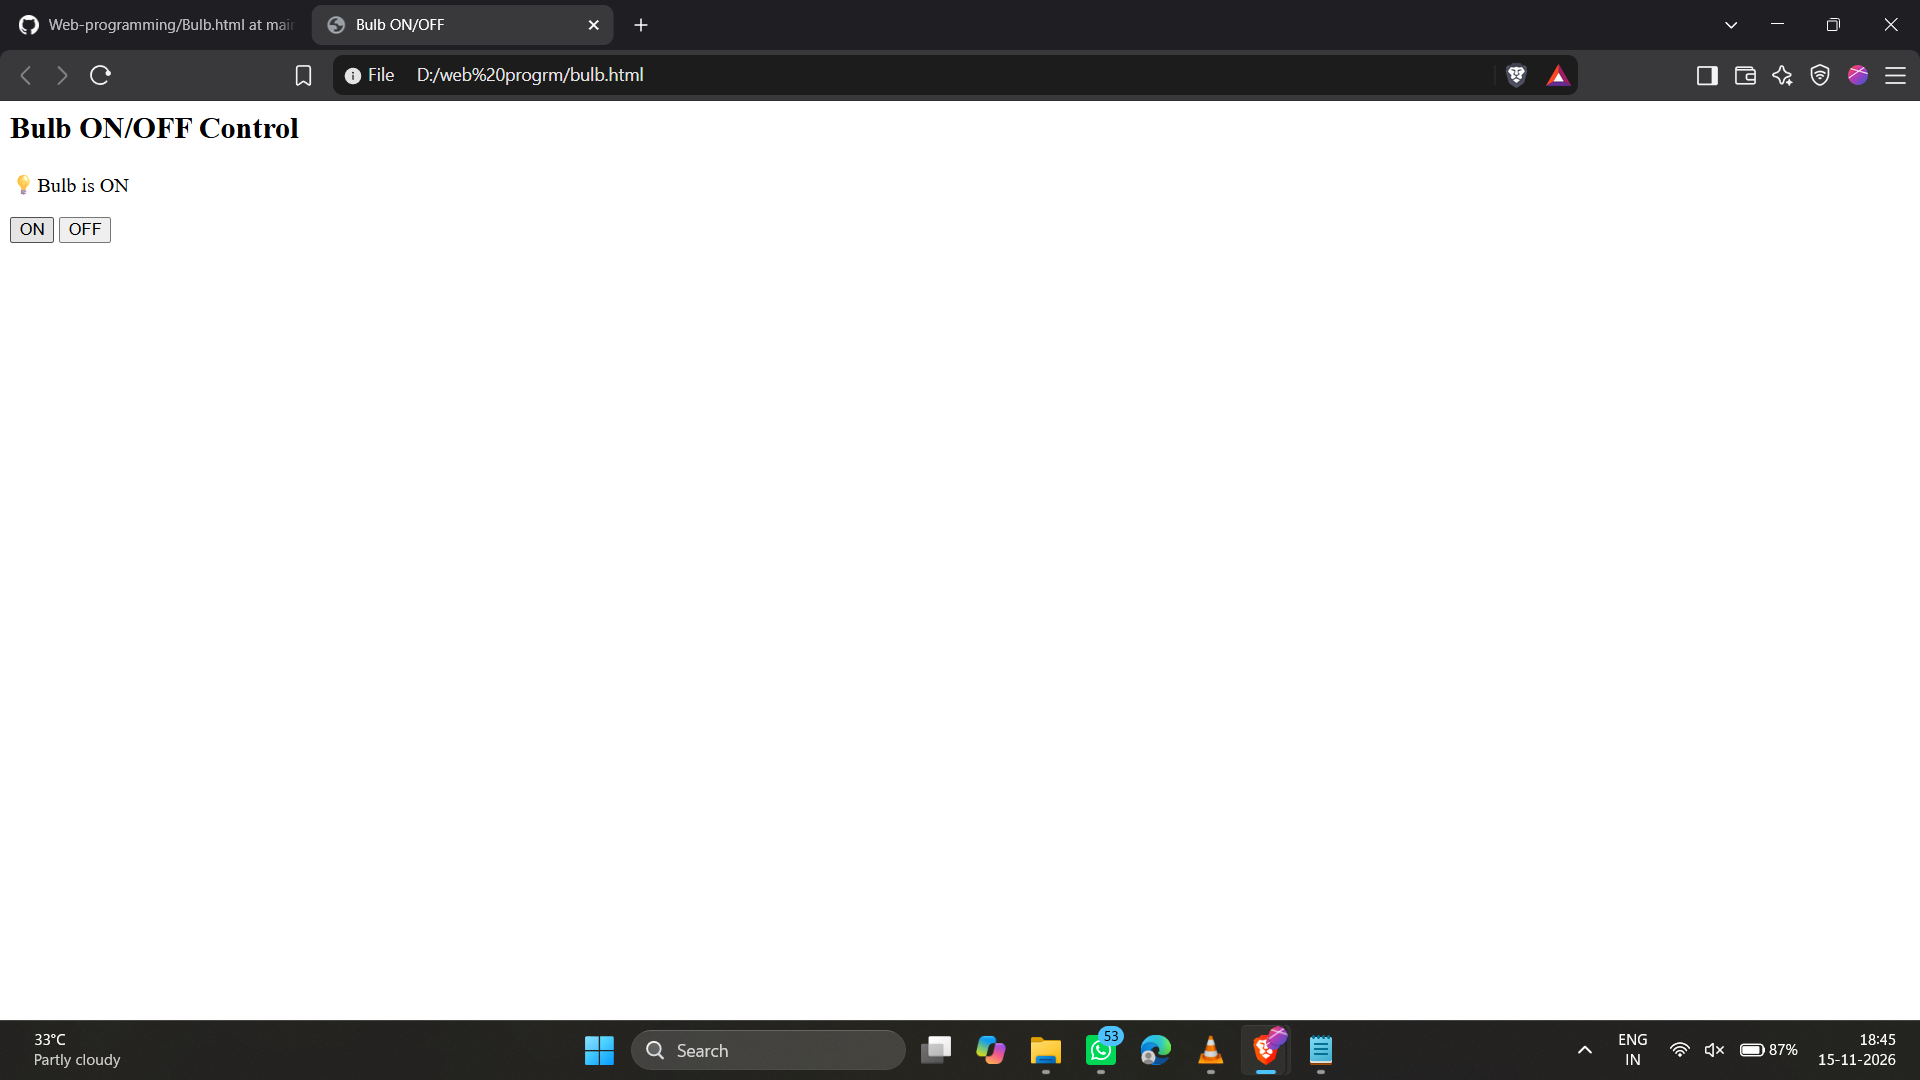 Web-programming/Bulb.html at main
Bulb ON/OFF
File D:/web%20progrm/bulb.html
Bulb ON/OFF Control
💡 Bulb is ON
ON OFF
33°C
Partly cloudy
Search
53
ENG
IN
87%
18:45
15-11-2026